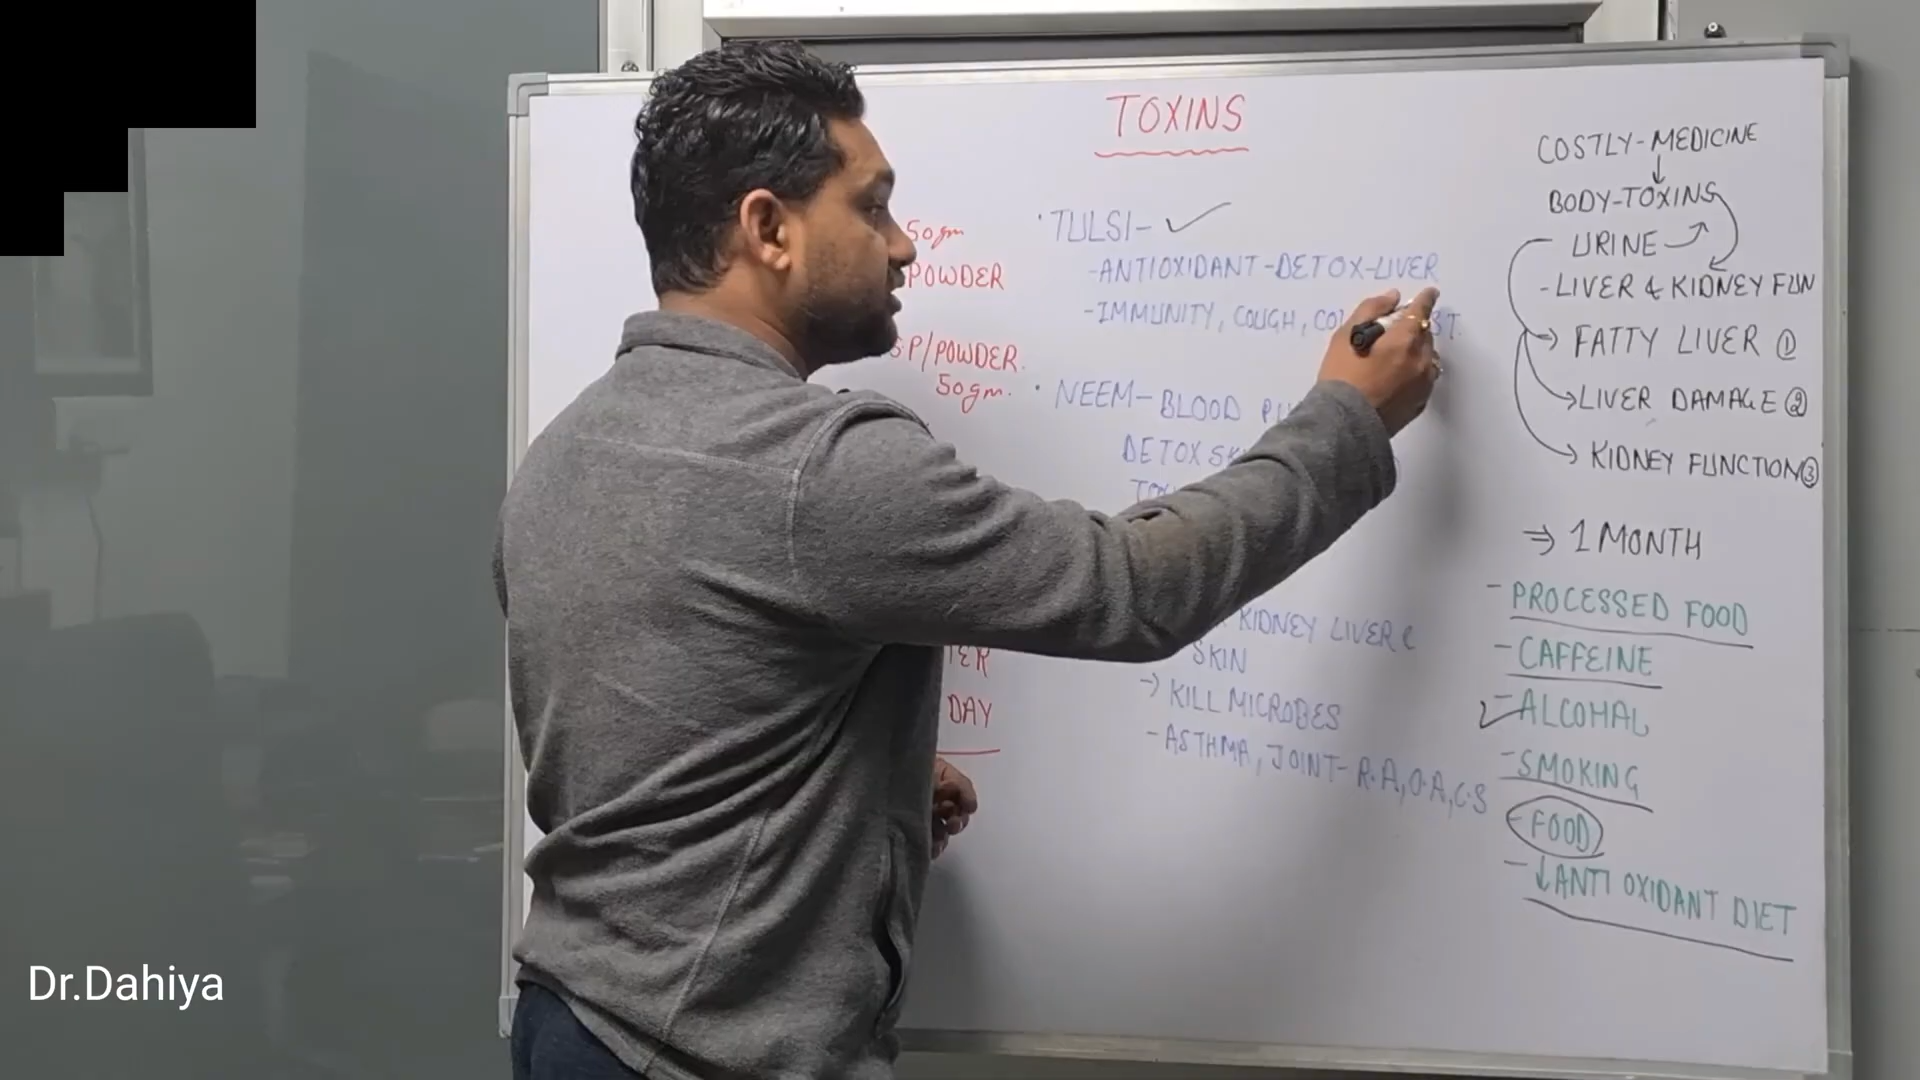 TOXINS
50gm
POWDER
S.P/POWDER.
50gm.
DAY
TULSI-
-ANTIOXIDANT-DETOX-LIVER
-IMMUNITY, COUGH,
NEEM-BLOOD
DETOX
KIDNEY LIVER &
SKIN
→ KILL MICROBES
-ASTHMA, JOINT-R.A, O.A, C.S
COSTLY-MEDICINE
↓
BODY-TOXINS
URINE
-LIVER & KIDNEY FUN
→ FATTY LIVER ①
→ LIVER DAMAGE ②
→ KIDNEY FUNCTION ③
⇒ 1 MONTH
- PROCESSED FOOD
- CAFFEINE
- ALCOHAL
- SMOKING
- FOOD
- ↓ ANTI OXIDANT DIET
Dr.Dahiya